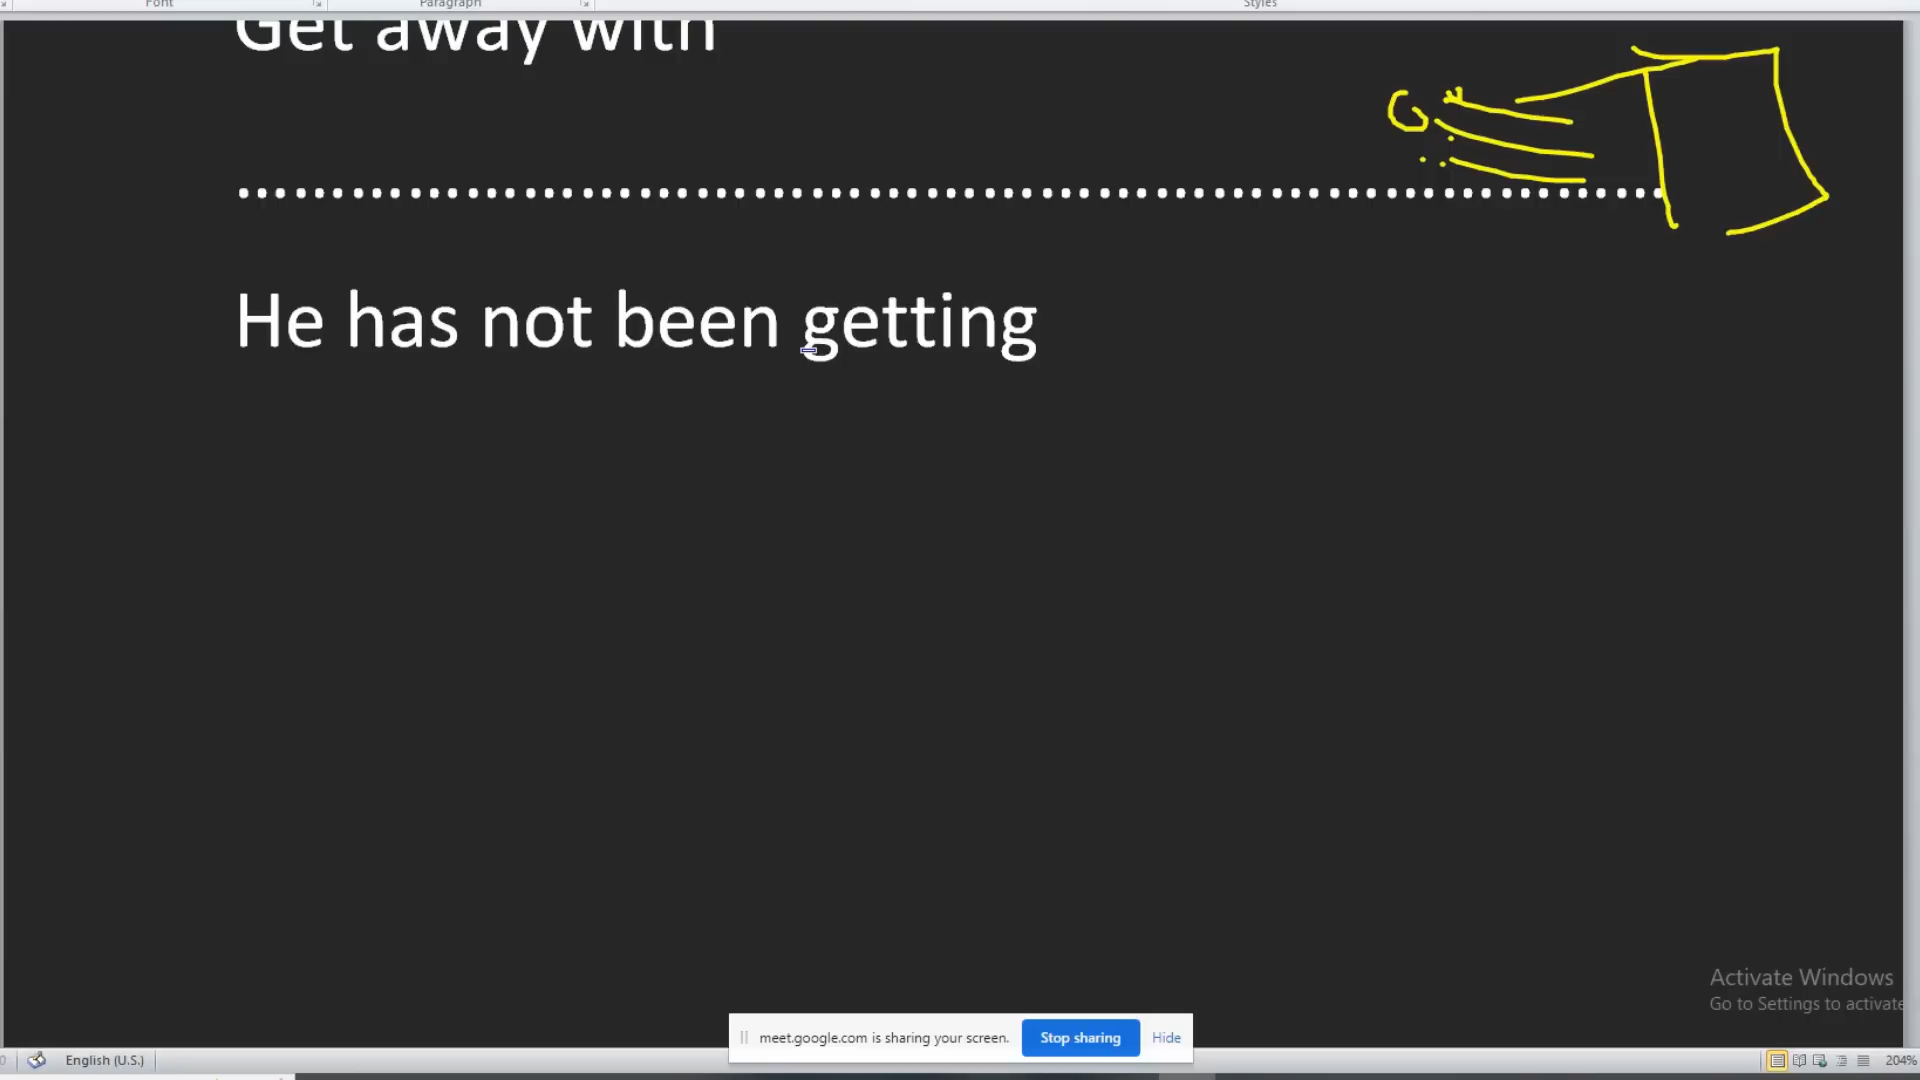 Font Paragraph Styles
Get away with
................................................................................
He has not been getting
Activate Windows
Go to Settings to activate
meet.google.com is sharing your screen. Stop sharing Hide
English (U.S.) 204%